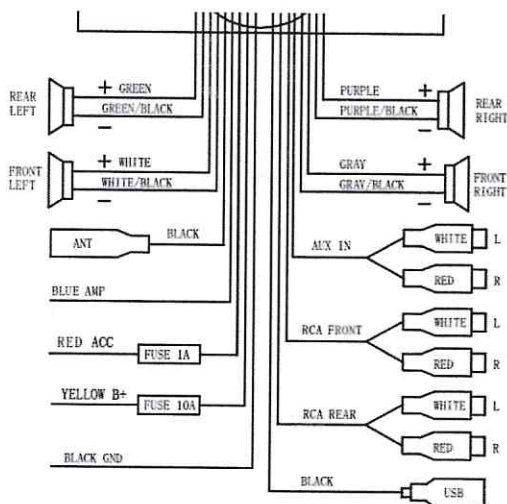 REAR
LEFT
+ GREEN
GREEN/BLACK
-
FRONT
LEFT
+ WHITE
WHITE/BLACK
-
ANT
BLACK
BLUE AMP
RED ACC
FUSE 1A
YELLOW B+
FUSE 10A
BLACK GND
PURPLE +
PURPLE/BLACK
-
REAR
RIGHT
GRAY +
GRAY/BLACK
-
FRONT
RIGHT
AUX IN
WHITE L
RED R
RCA FRONT
WHITE L
RED R
RCA REAR
WHITE L
RED R
BLACK
USB